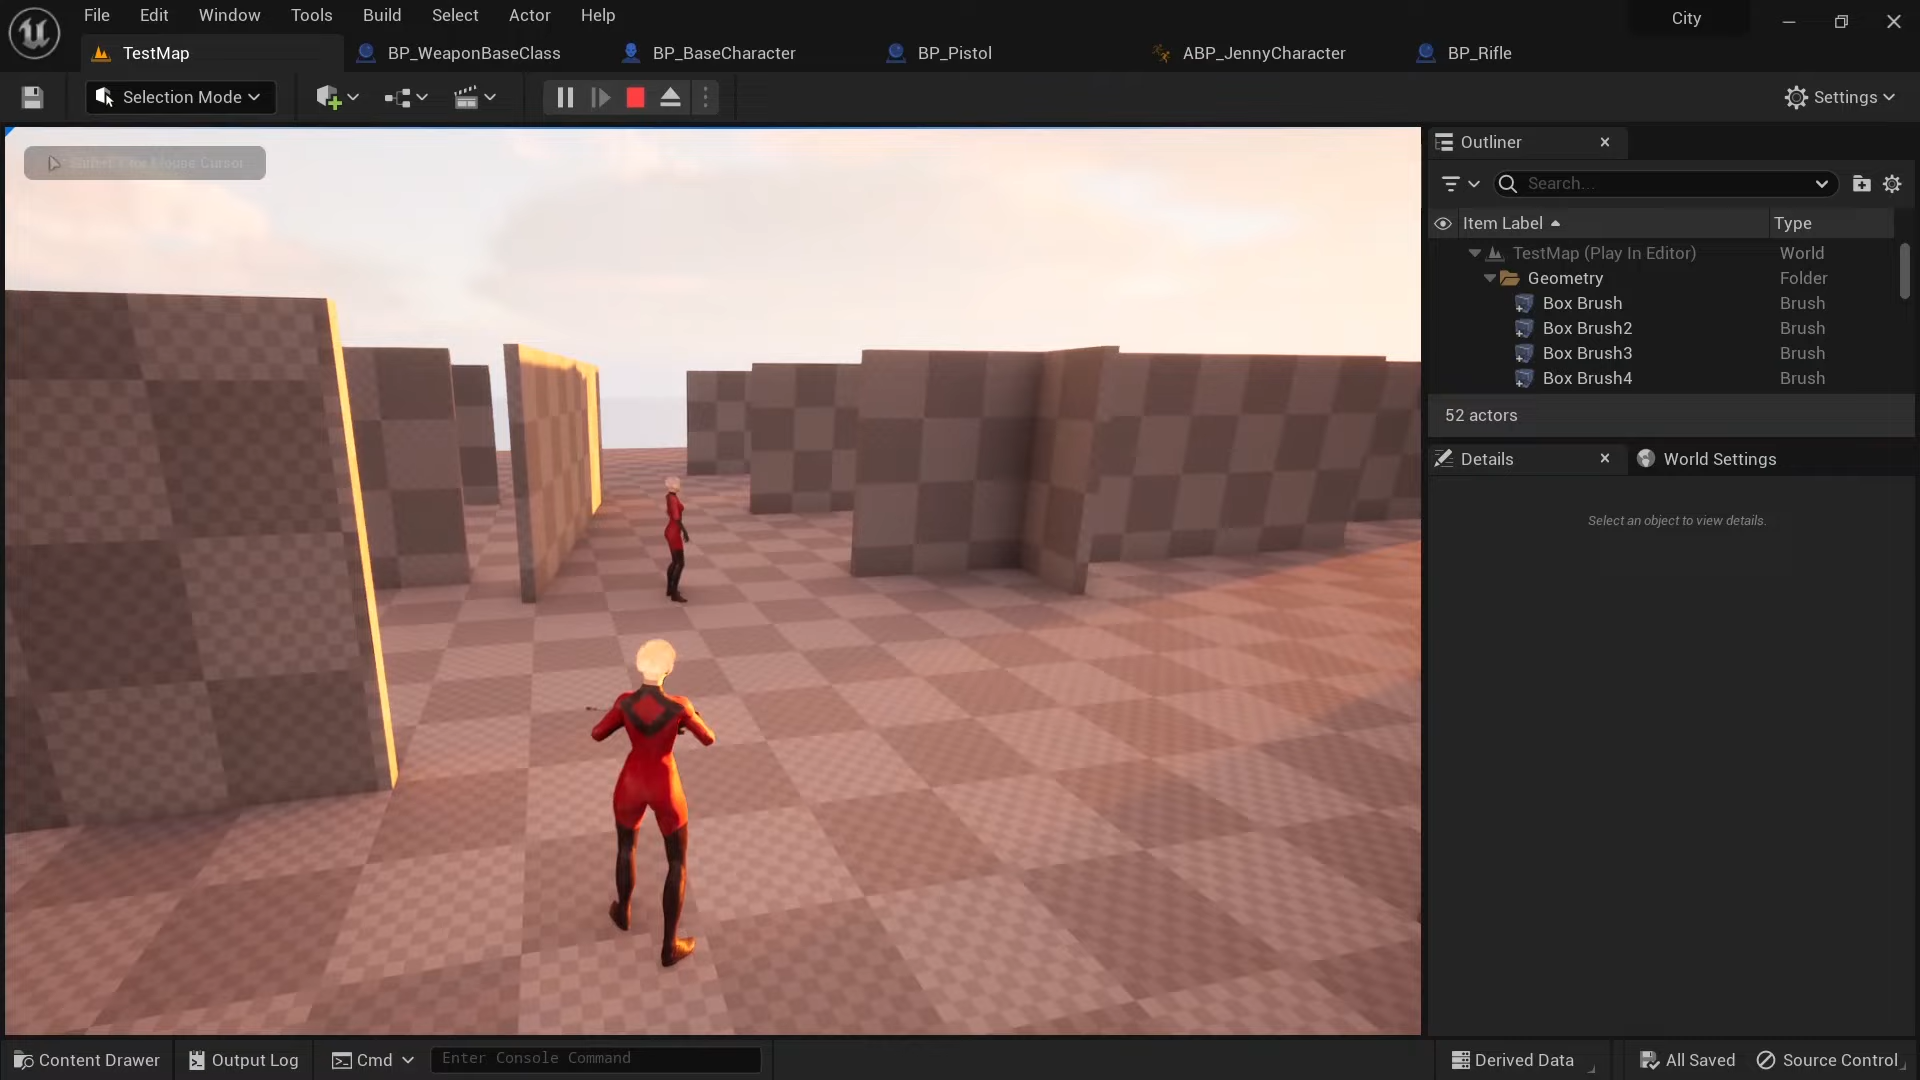 File Edit Window Tools Build Select Actor Help
City
TestMap
BP_WeaponBaseClass
BP_BaseCharacter
BP_Pistol
ABP_JennyCharacter
BP_Rifle
Selection Mode
Settings
for Mouse Cursor
Outliner
Search...
Item Label
Type
TestMap (Play In Editor) World
Geometry Folder
Box Brush Brush
Box Brush2 Brush
Box Brush3 Brush
Box Brush4 Brush
52 actors
Details
World Settings
Select an object to view details.
Content Drawer
Output Log
Cmd
Enter Console Command
Derived Data
All Saved
Source Control